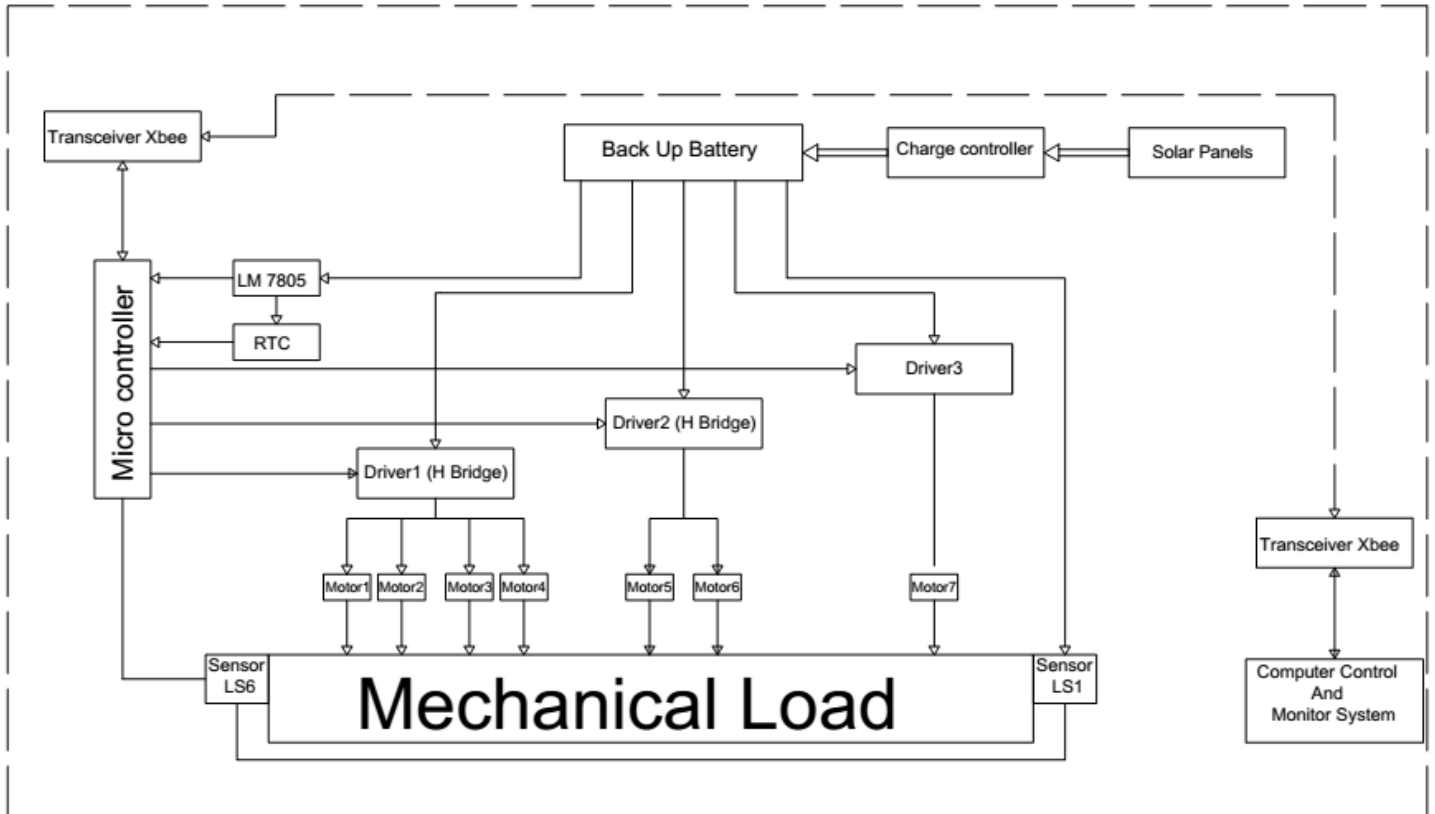 Transceiver Xbee
Back Up Battery
Charge controller
Solar Panels
Micro controller
LM 7805
RTC
Driver3
Driver2 (H Bridge)
Driver1 (H Bridge)
Transceiver Xbee
Motor1
Motor2
Motor3
Motor4
Motor5
Motor6
Motor7
Sensor
LS6
Mechanical Load
Sensor
LS1
Computer Control
And
Monitor System